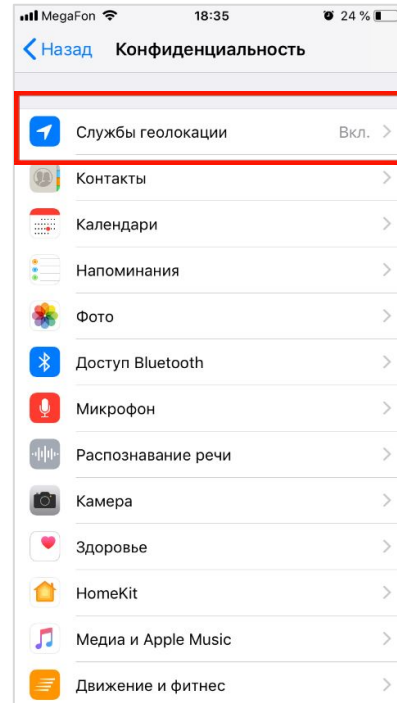 MegaFon 18:35 24 %
Назад Конфиденциальность
Службы геолокации Вкл.
Контакты
Календари
Напоминания
Фото
Доступ Bluetooth
Микрофон
Распознавание речи
Камера
Здоровье
HomeKit
Медиа и Apple Music
Движение и фитнес